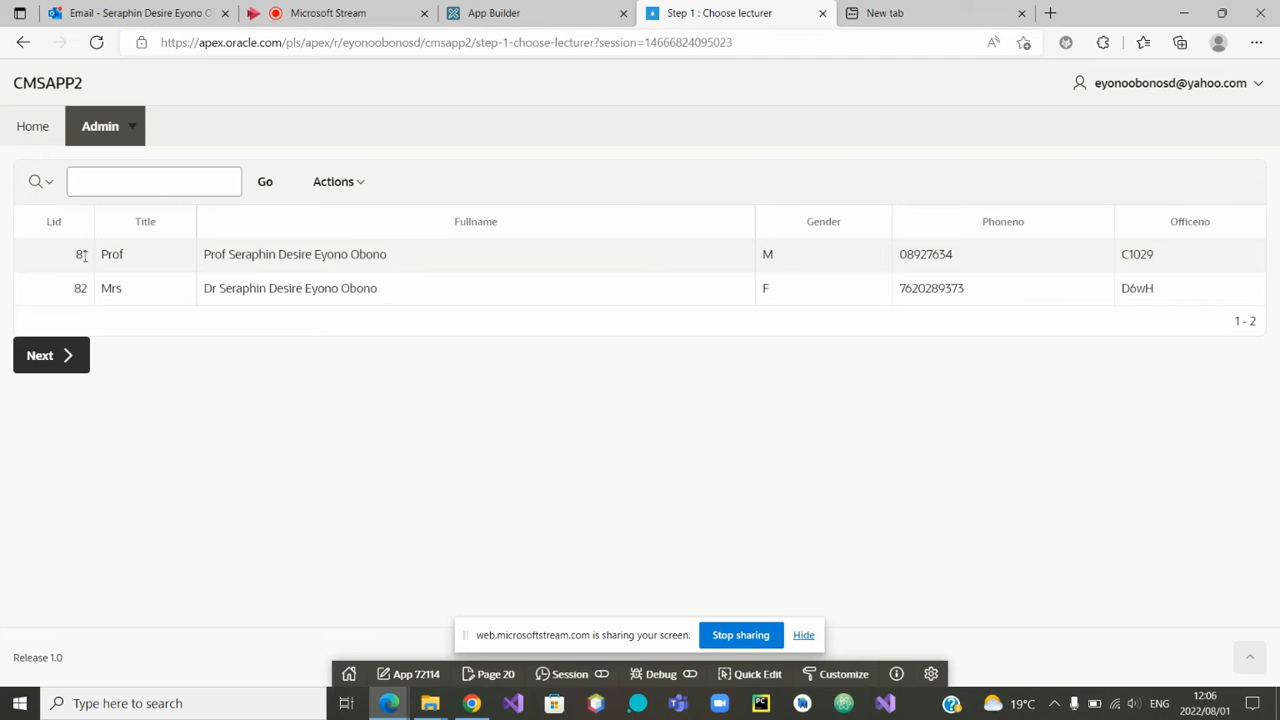 Email - Seraphin Desire Eyono O
Microsoft Stream
App Builder
Step 1 : Choose lecturer
New tab
https://apex.oracle.com/pls/apex/r/eyonoobonosd/cmsapp2/step-1-choose-lecturer?session=14666824095023
CMSAPP2
eyonoobonosd@yahoo.com
Home
Admin
Go
Actions
Lid Title Fullname Gender Phoneno Officeno
81 Prof Prof Seraphin Desire Eyono Obono M 08927634 C1029
82 Mrs Dr Seraphin Desire Eyono Obono F 7620289373 D6wH
1 - 2
Next
web.microsoftstream.com is sharing your screen.
Stop sharing
Hide
Release 1.0
App 72114
Page 20
Session
Debug
Quick Edit
Customize
Type here to search
19°C
ENG
12:06
2022/08/01